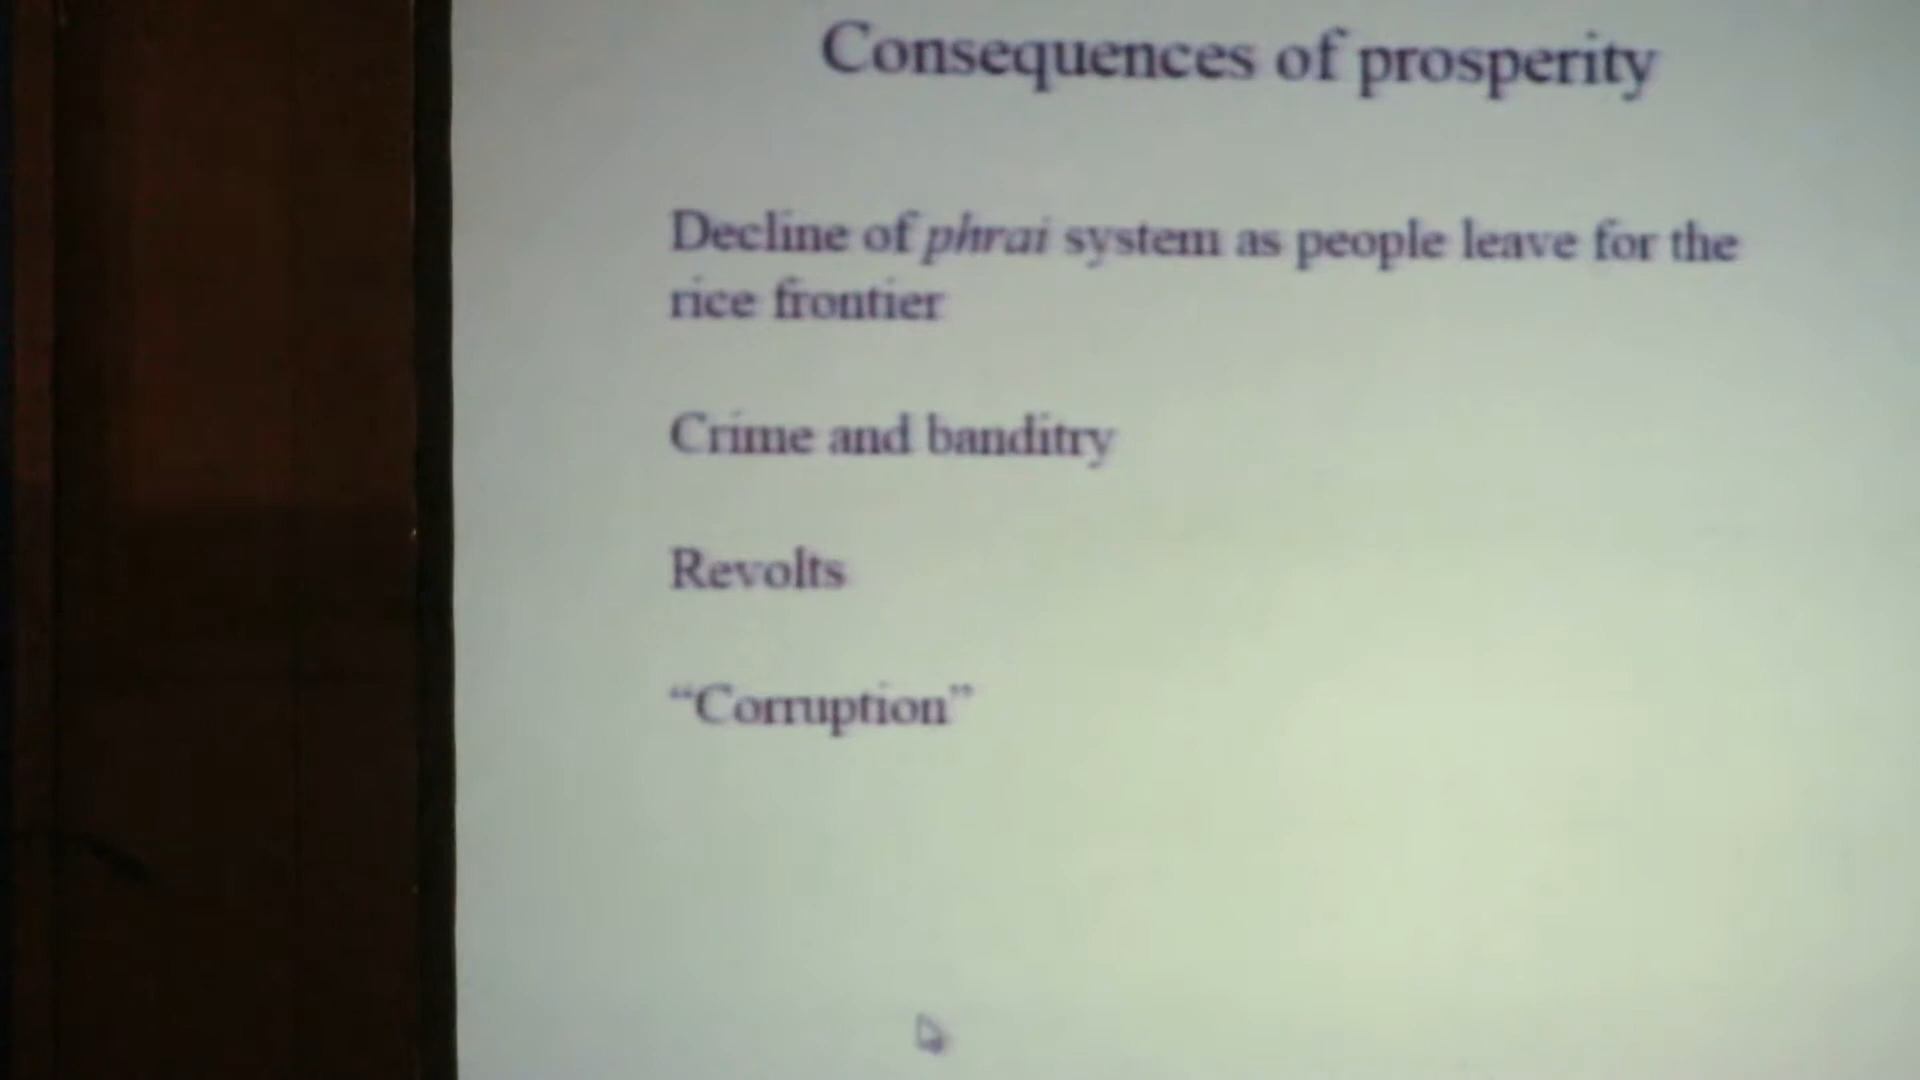 Consequences of prosperity
Decline of phrai system as people leave for the
rice frontier
Crime and banditry
Revolts
“Corruption”